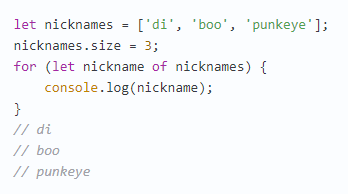 let nicknames = ['di', 'boo', 'punkeye'];
nicknames.size = 3;
for (let nickname of nicknames) {
    console.log(nickname);
}
// di
// boo
// punkeye